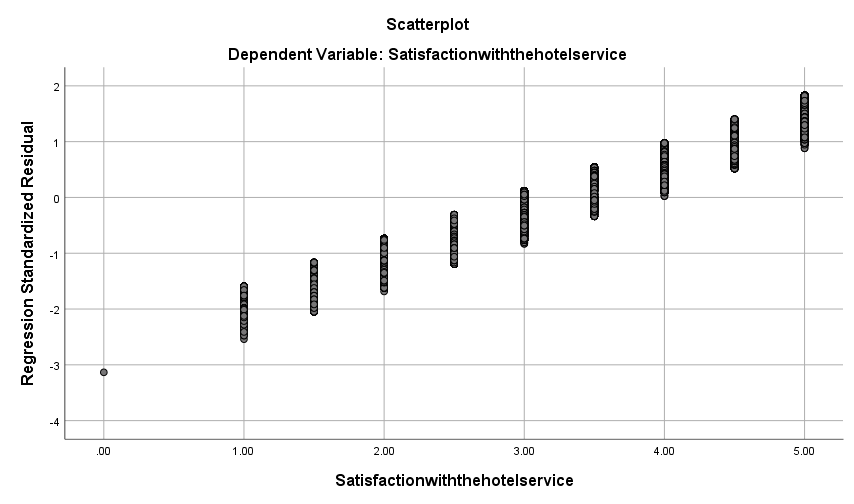 Scatterplot
Dependent Variable: Satisfactionwiththehotelservice
Regression Standardized Residual
2
1
0
-1
-2
-3
-4
.00 1.00 2.00 3.00 4.00 5.00
Satisfactionwiththehotelservice